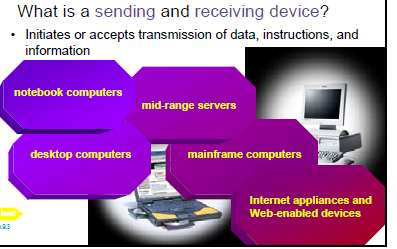 What is a sending and receiving device?
• Initiates or accepts transmission of data, instructions, and
information
notebook computers
mid-range servers
desktop computers
mainframe computers
Internet appliances and
Web-enabled devices